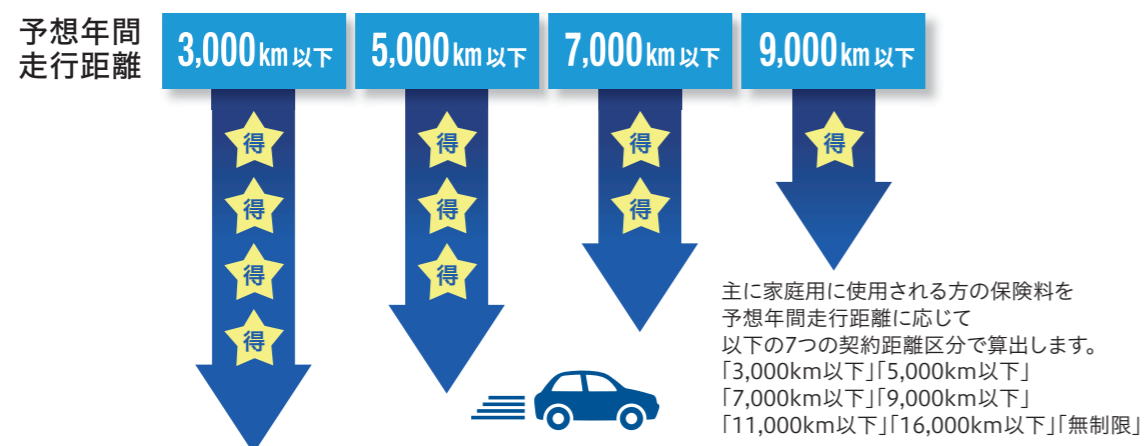 予想年間
走行距離
3,000km以下
5,000km以下
7,000km以下
9,000km以下
得 得 得 得
得 得 得
得 得
得
主に家庭用に使用される方の保険料を
予想年間走行距離に応じて
以下の7つの契約距離区分で算出します。
「3,000km以下」「5,000km以下」
「7,000km以下」「9,000km以下」
「11,000km以下」「16,000km以下」「無制限」